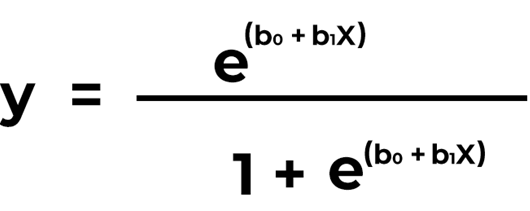 y = e^(b₀ + b₁X) / 1 + e^(b₀ + b₁X)